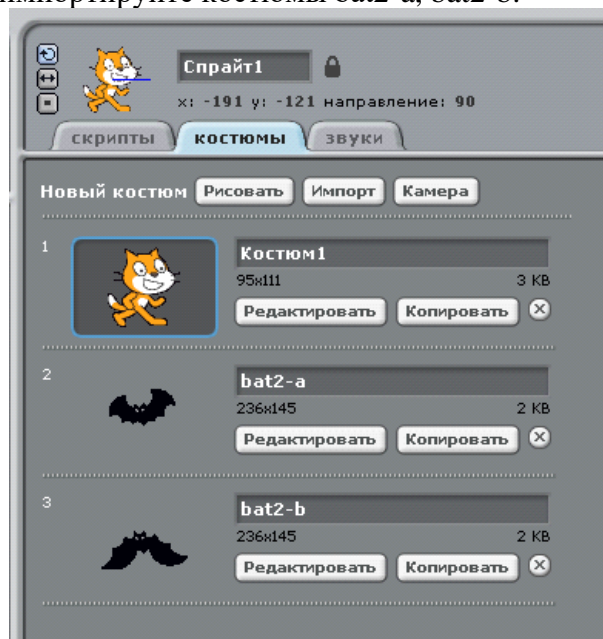 импортируйте костюмы bat2-a, bat2-b.
Спрайт1
x: -191 y: -121 направление: 90
скрипты костюмы звуки
Новый костюм Рисовать Импорт Камера
1
Костюм1
95x111 3 KB
Редактировать Копировать
2
bat2-a
236x145 2 KB
Редактировать Копировать
3
bat2-b
236x145 2 KB
Редактировать Копировать